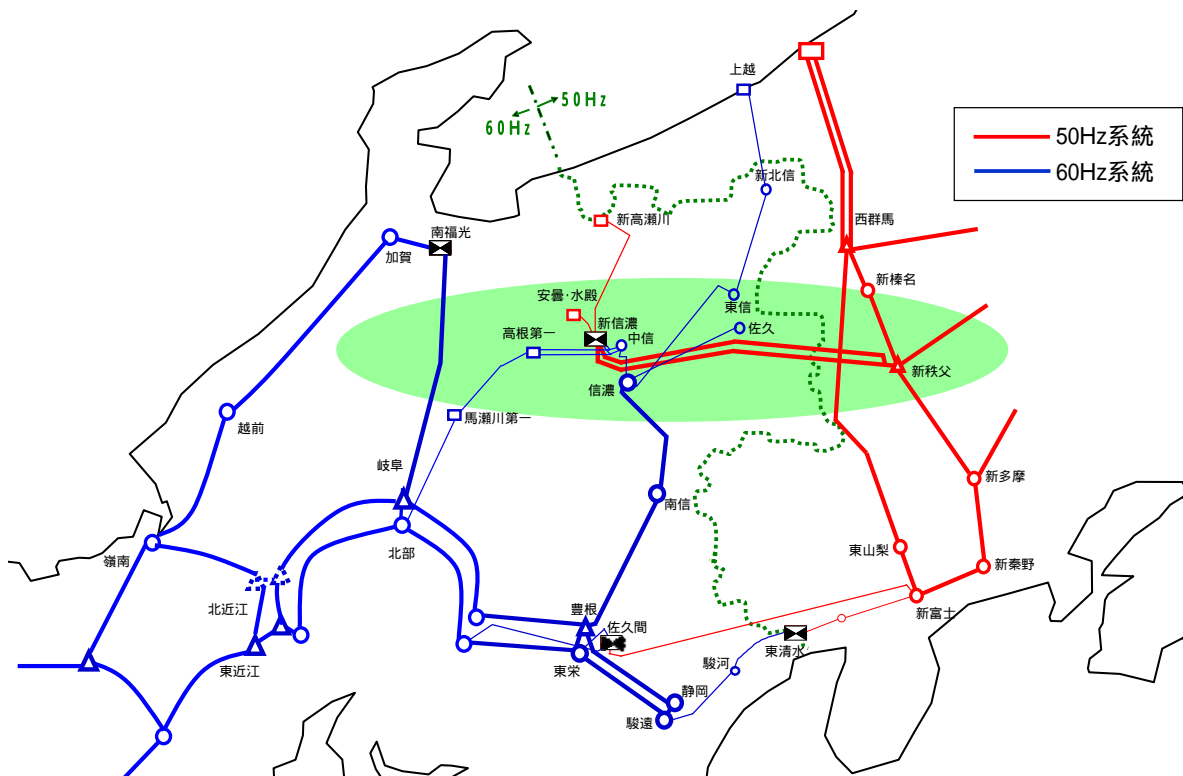 上越
50Hz
60Hz
50Hz系統
60Hz系統
新北信
新高瀬川
西群馬
南福光
加賀
新榛名
安曇・水殿
東信
新信濃
中信
佐久
高根第一
新秩父
信濃
馬瀬川第一
越前
岐阜
新多摩
南信
北部
東山梨
嶺南
新秦野
北近江
豊根
佐久間
新富士
東近江
東栄
東清水
駿河
静岡
駿遠